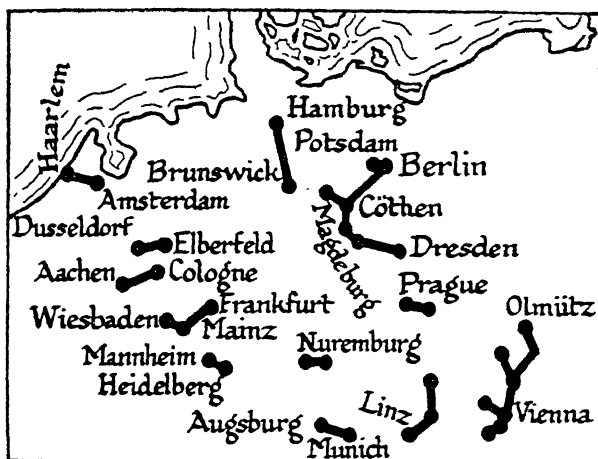 Haarlem
Hamburg
Potsdam
Berlin
Brunswick
Amsterdam
Cöthen
Dusseldorf
Magdeburg
Elberfeld
Dresden
Aachen
Cologne
Prague
Frankfurt
Olmütz
Wiesbaden
Mainz
Nuremburg
Mannheim
Heidelberg
Linz
Vienna
Augsburg
Munich